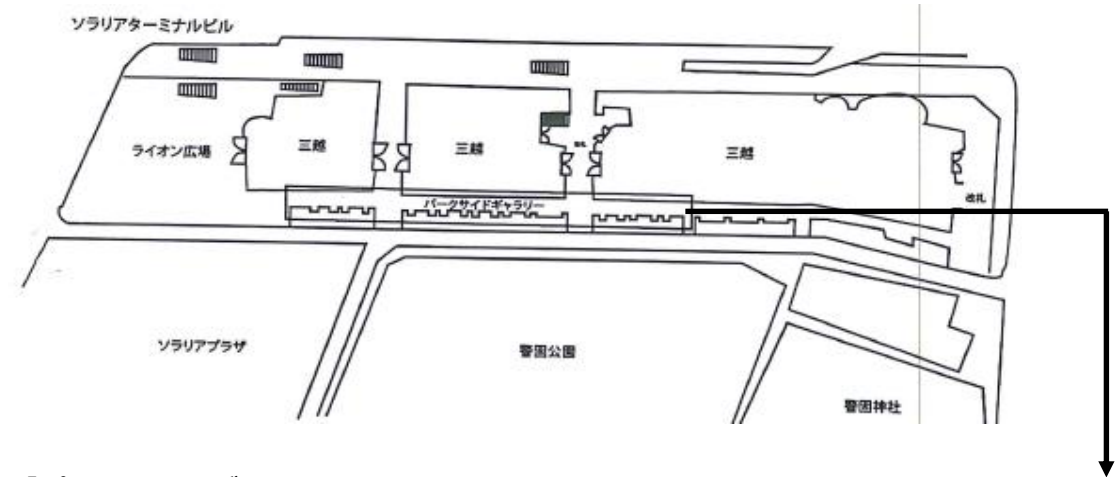 ソラリアターミナルビル
ライオン広場
三越
三越
三越
改札
パークサイドギャラリー
ソラリアプラザ
警固公園
警固神社